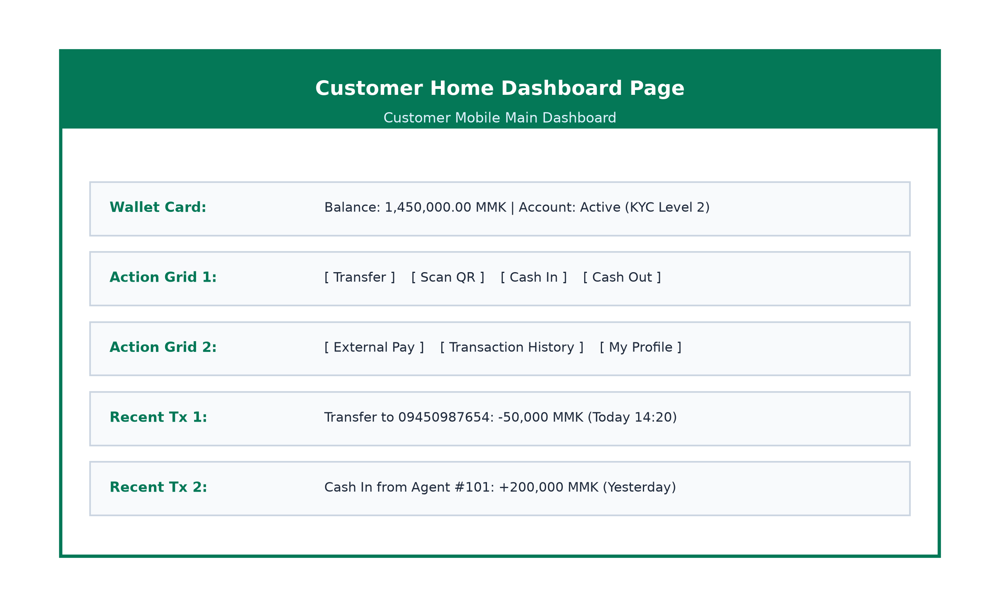 Customer Home Dashboard Page
Customer Mobile Main Dashboard
Wallet Card: Balance: 1,450,000.00 MMK | Account: Active (KYC Level 2)
Action Grid 1: [ Transfer ] [ Scan QR ] [ Cash In ] [ Cash Out ]
Action Grid 2: [ External Pay ] [ Transaction History ] [ My Profile ]
Recent Tx 1: Transfer to 09450987654: -50,000 MMK (Today 14:20)
Recent Tx 2: Cash In from Agent #101: +200,000 MMK (Yesterday)